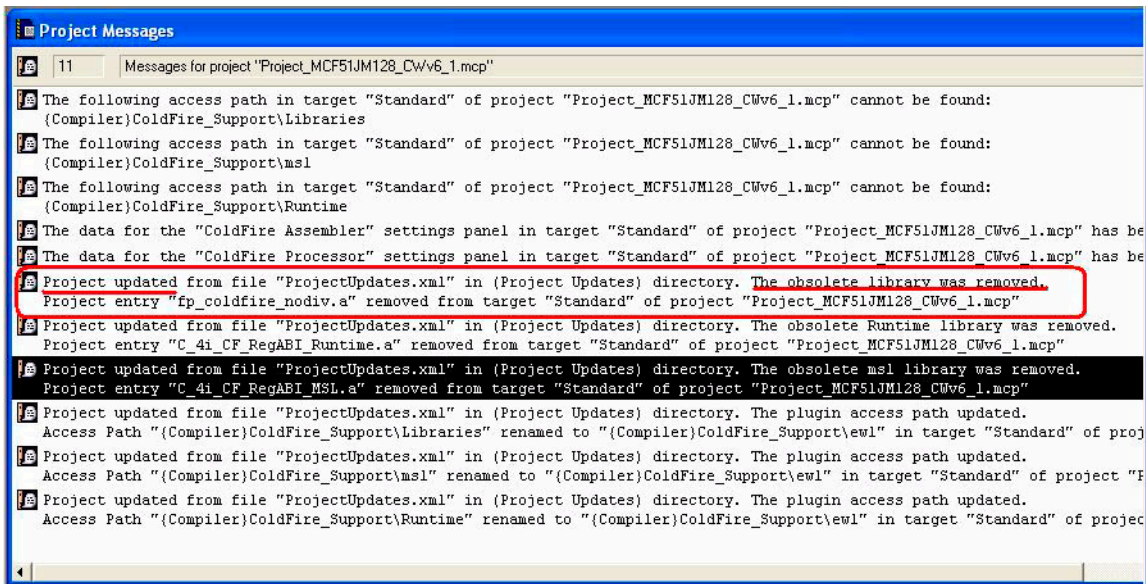 Project Messages
11 Messages for project "Project_MCF51JM128_CWv6_1.mcp"
The following access path in target "Standard" of project "Project_MCF51JM128_CWv6_1.mcp" cannot be found:
{Compiler}ColdFire_Support\Libraries
The following access path in target "Standard" of project "Project_MCF51JM128_CWv6_1.mcp" cannot be found:
{Compiler}ColdFire_Support\msl
The following access path in target "Standard" of project "Project_MCF51JM128_CWv6_1.mcp" cannot be found:
{Compiler}ColdFire_Support\Runtime
The data for the "ColdFire Assembler" settings panel in target "Standard" of project "Project_MCF51JM128_CWv6_1.mcp" has be
The data for the "ColdFire Processor" settings panel in target "Standard" of project "Project_MCF51JM128_CWv6_1.mcp" has be
Project updated from file "ProjectUpdates.xml" in (Project Updates) directory. The obsolete library was removed.
Project entry "fp_coldfire_nodiv.a" removed from target "Standard" of project "Project_MCF51JM128_CWv6_1.mcp"
Project updated from file "ProjectUpdates.xml" in (Project Updates) directory. The obsolete Runtime library was removed.
Project entry "C_4i_CF_RegABI_Runtime.a" removed from target "Standard" of project "Project_MCF51JM128_CWv6_1.mcp"
Project updated from file "ProjectUpdates.xml" in (Project Updates) directory. The obsolete msl library was removed.
Project entry "C_4i_CF_RegABI_MSL.a" removed from target "Standard" of project "Project_MCF51JM128_CWv6_1.mcp"
Project updated from file "ProjectUpdates.xml" in (Project Updates) directory. The plugin access path updated.
Access Path "{Compiler}ColdFire_Support\Libraries" renamed to "{Compiler}ColdFire_Support\ewl" in target "Standard" of proj
Project updated from file "ProjectUpdates.xml" in (Project Updates) directory. The plugin access path updated.
Access Path "{Compiler}ColdFire_Support\msl" renamed to "{Compiler}ColdFire_Support\ewl" in target "Standard" of project "P
Project updated from file "ProjectUpdates.xml" in (Project Updates) directory. The plugin access path updated.
Access Path "{Compiler}ColdFire_Support\Runtime" renamed to "{Compiler}ColdFire_Support\ewl" in target "Standard" of projec